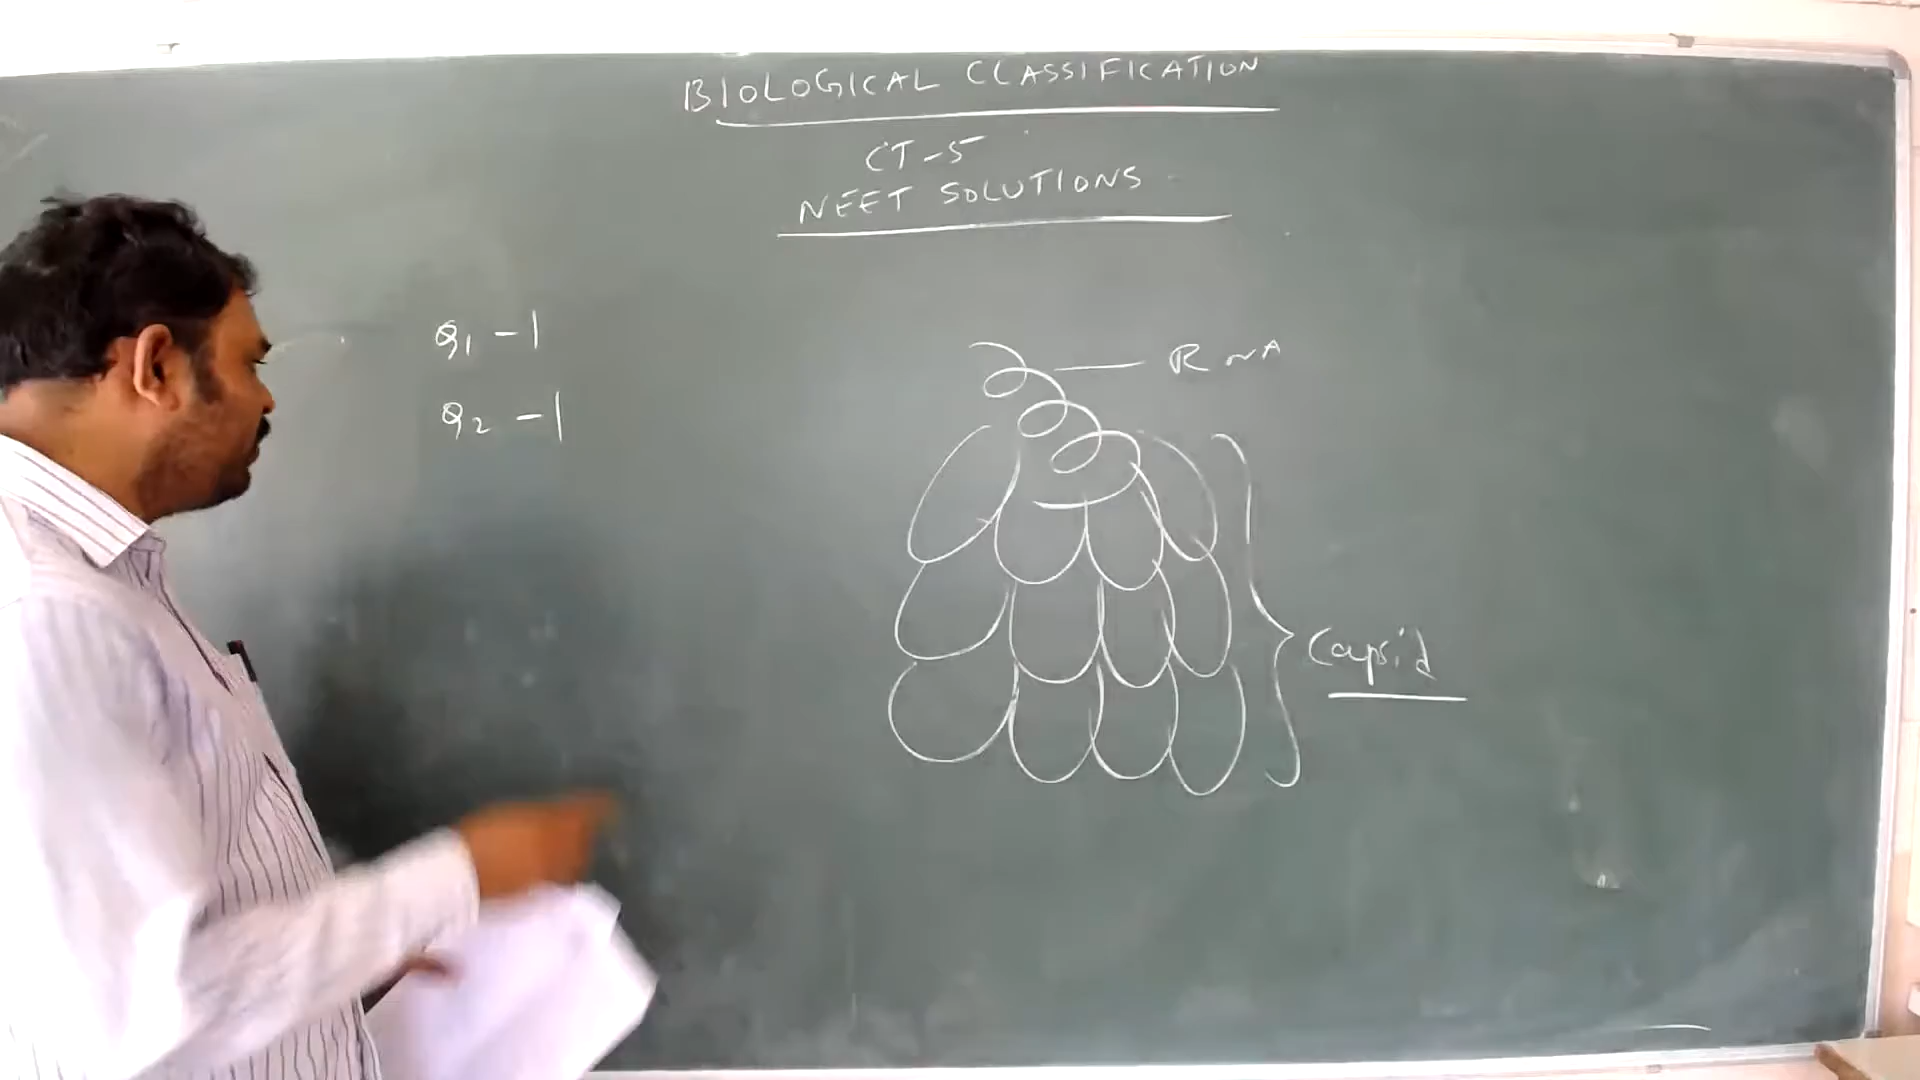 BIOLOGICAL CLASSIFICATION
CT-5
NEET SOLUTIONS
Q1 - 1
Q2 - 1
RNA
Capsid